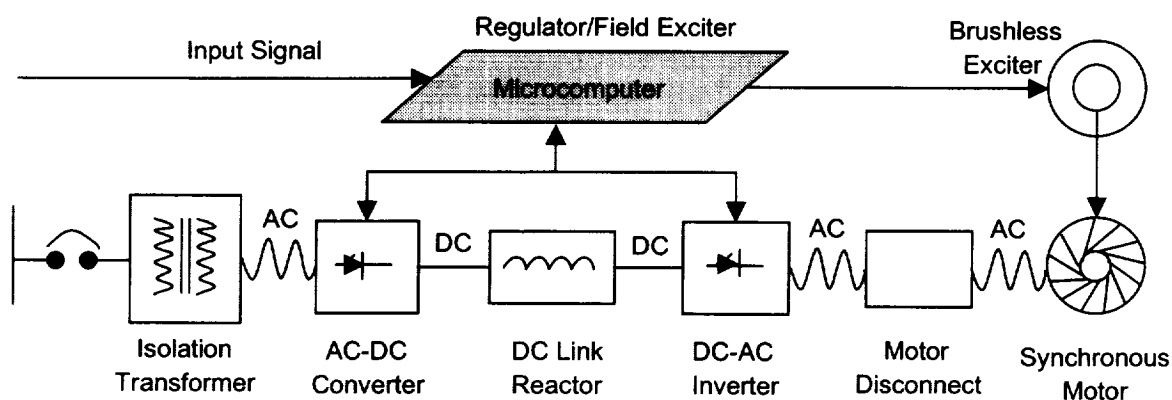 Regulator/Field Exciter
Input Signal
Microcomputer
Brushless
Exciter
AC
DC
DC
AC
AC
Isolation
Transformer
AC-DC
Converter
DC Link
Reactor
DC-AC
Inverter
Motor
Disconnect
Synchronous
Motor